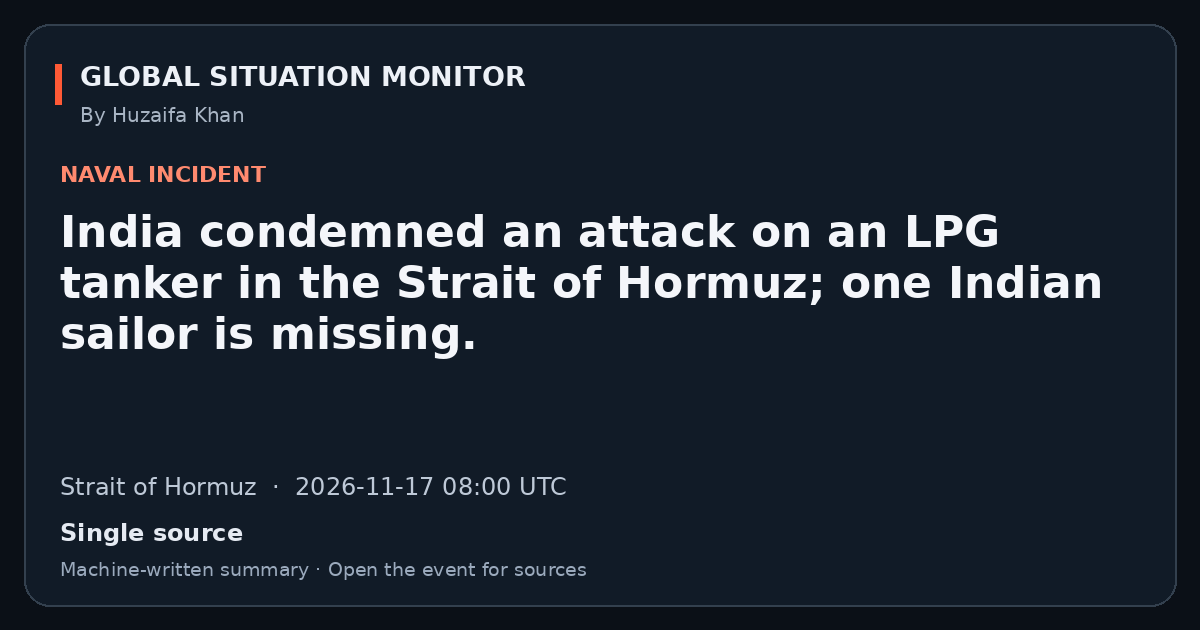 GLOBAL SITUATION MONITOR
By Huzaifa Khan
NAVAL INCIDENT
India condemned an attack on an LPG
tanker in the Strait of Hormuz; one Indian
sailor is missing.
Strait of Hormuz · 2026-11-17 08:00 UTC
Single source
Machine-written summary · Open the event for sources